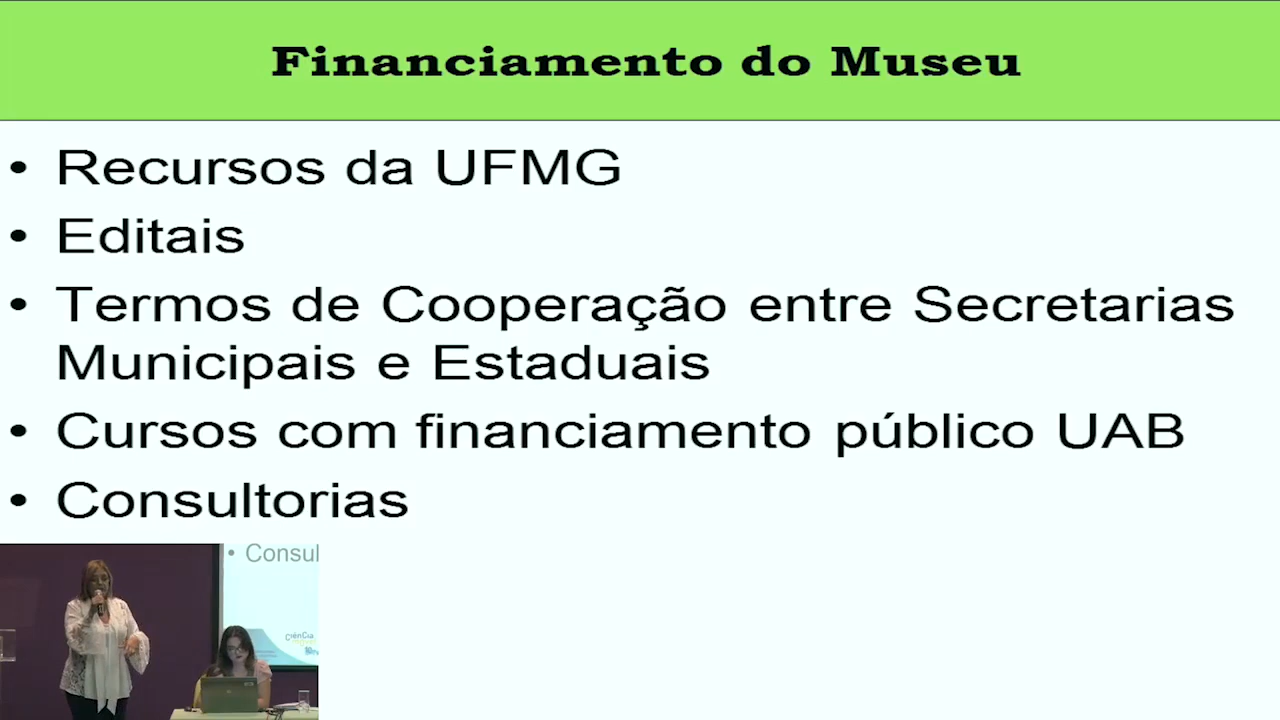 Financiamento do Museu
• Recursos da UFMG
• Editais
• Termos de Cooperação entre Secretarias
Municipais e Estaduais
• Cursos com financiamento público UAB
• Consultorias
• Consul
CiênCia